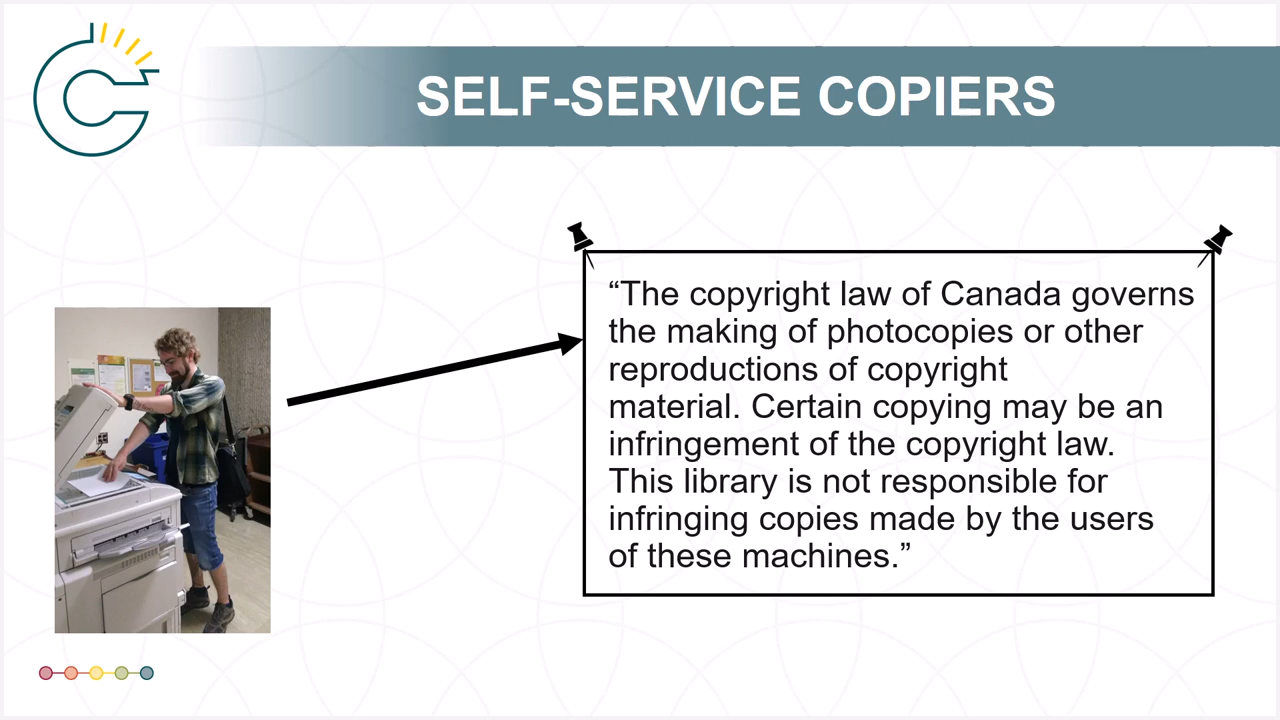 SELF-SERVICE COPIERS
“The copyright law of Canada governs
the making of photocopies or other
reproductions of copyright
material. Certain copying may be an
infringement of the copyright law.
This library is not responsible for
infringing copies made by the users
of these machines.”